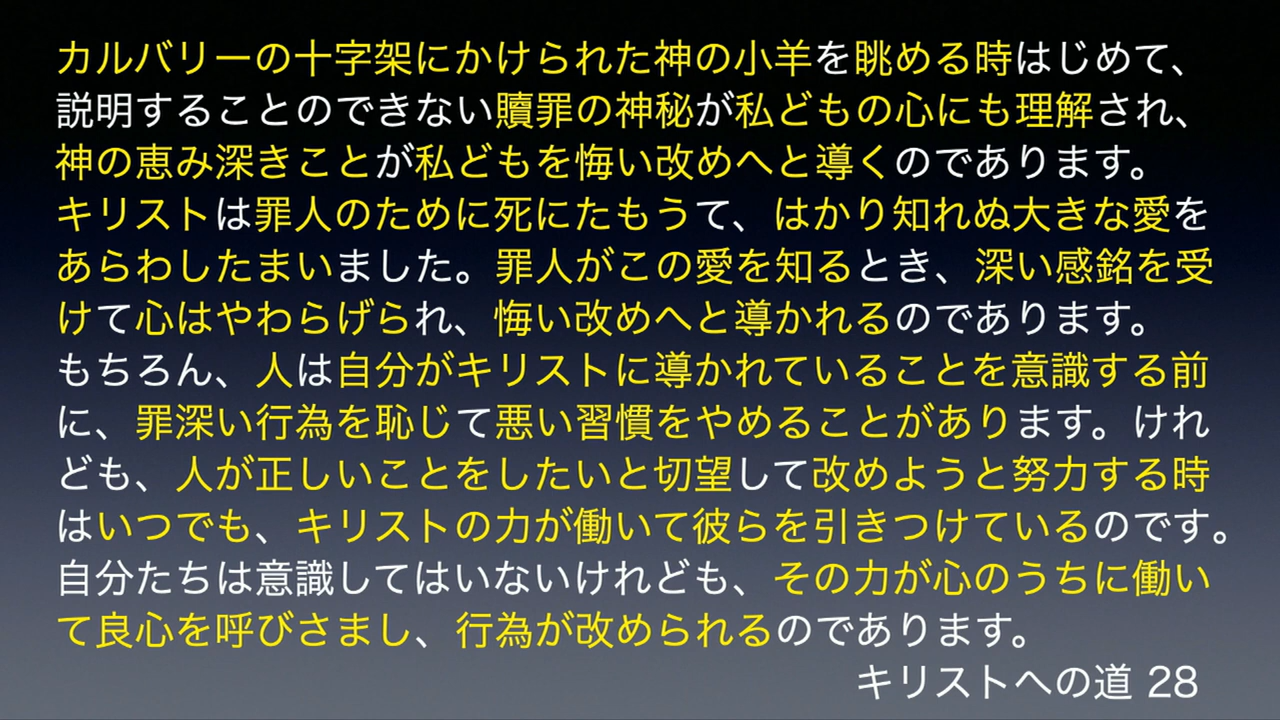 カルバリーの十字架にかけられた神の小羊を眺める時はじめて、
説明することのできない贖罪の神秘が私どもの心にも理解され、
神の恵み深きことが私どもを悔い改めへと導くのであります。
キリストは罪人のために死にたもうて、はかり知れぬ大きな愛を
あらわしたまいました。罪人がこの愛を知るとき、深い感銘を受
けて心はやわらげられ、悔い改めへと導かれるのであります。
もちろん、人は自分がキリストに導かれていることを意識する前
に、罪深い行為を恥じて悪い習慣をやめることがあります。けれ
ども、人が正しいことをしたいと切望して改めようと努力する時
はいつでも、キリストの力が働いて彼らを引きつけているのです。
自分たちは意識してはいないけれども、その力が心のうちに働い
て良心を呼びさまし、行為が改められるのであります。
キリストへの道 28